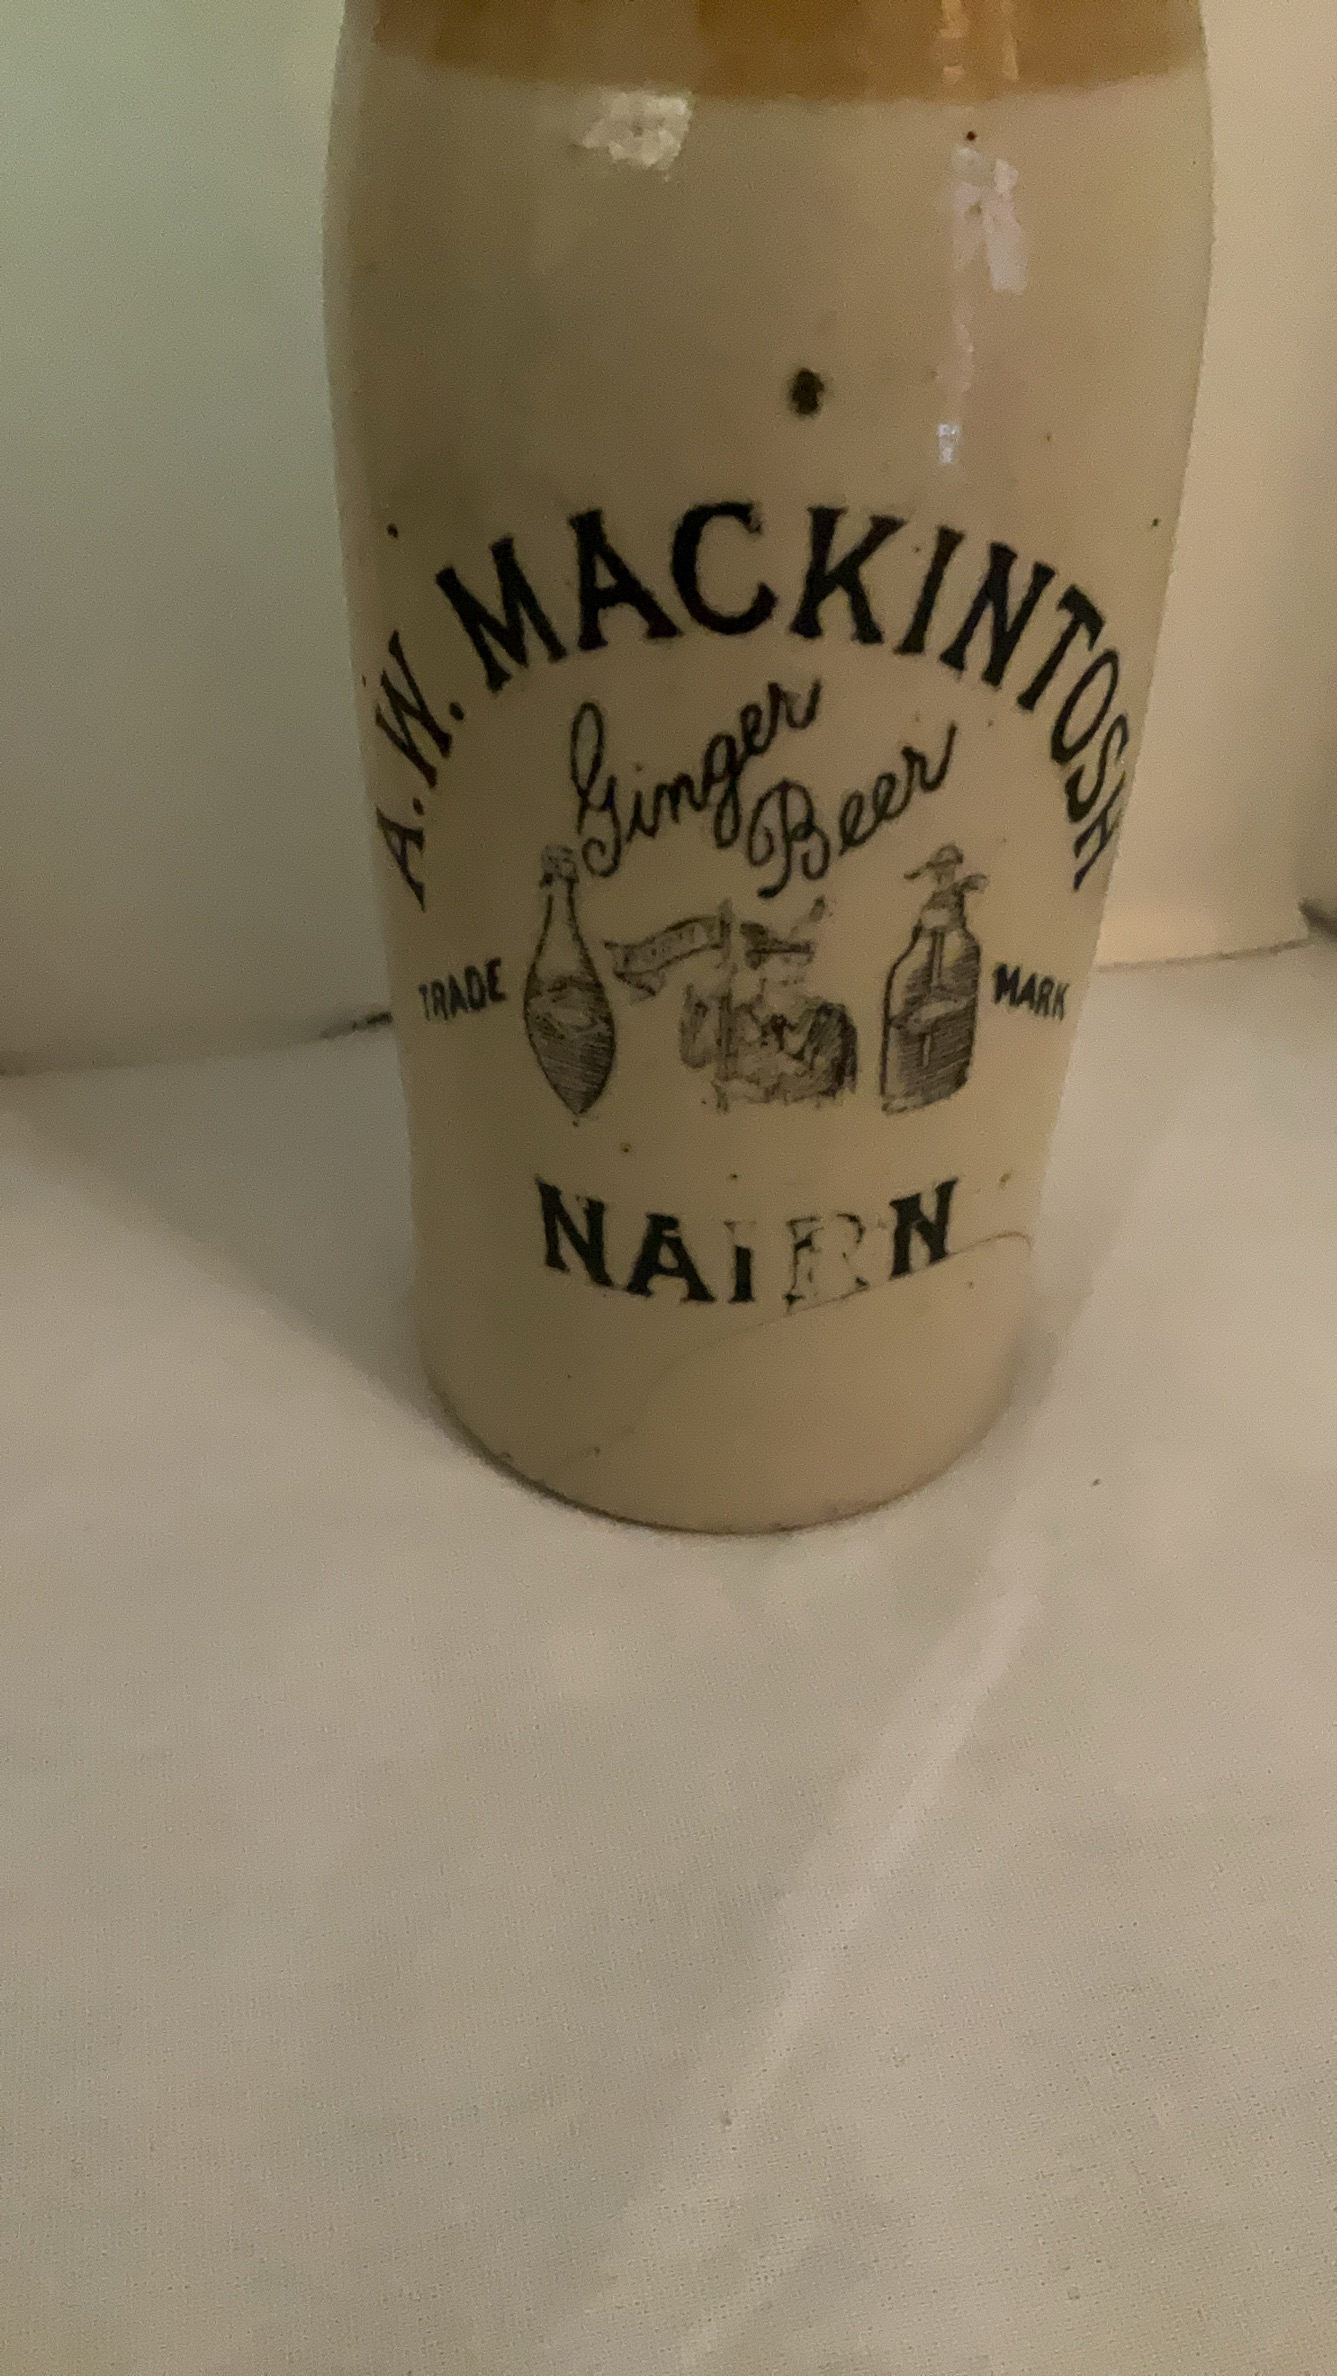 A. W. MACKINTOSH
Ginger
Beer
TRADE MARK
NAIRN